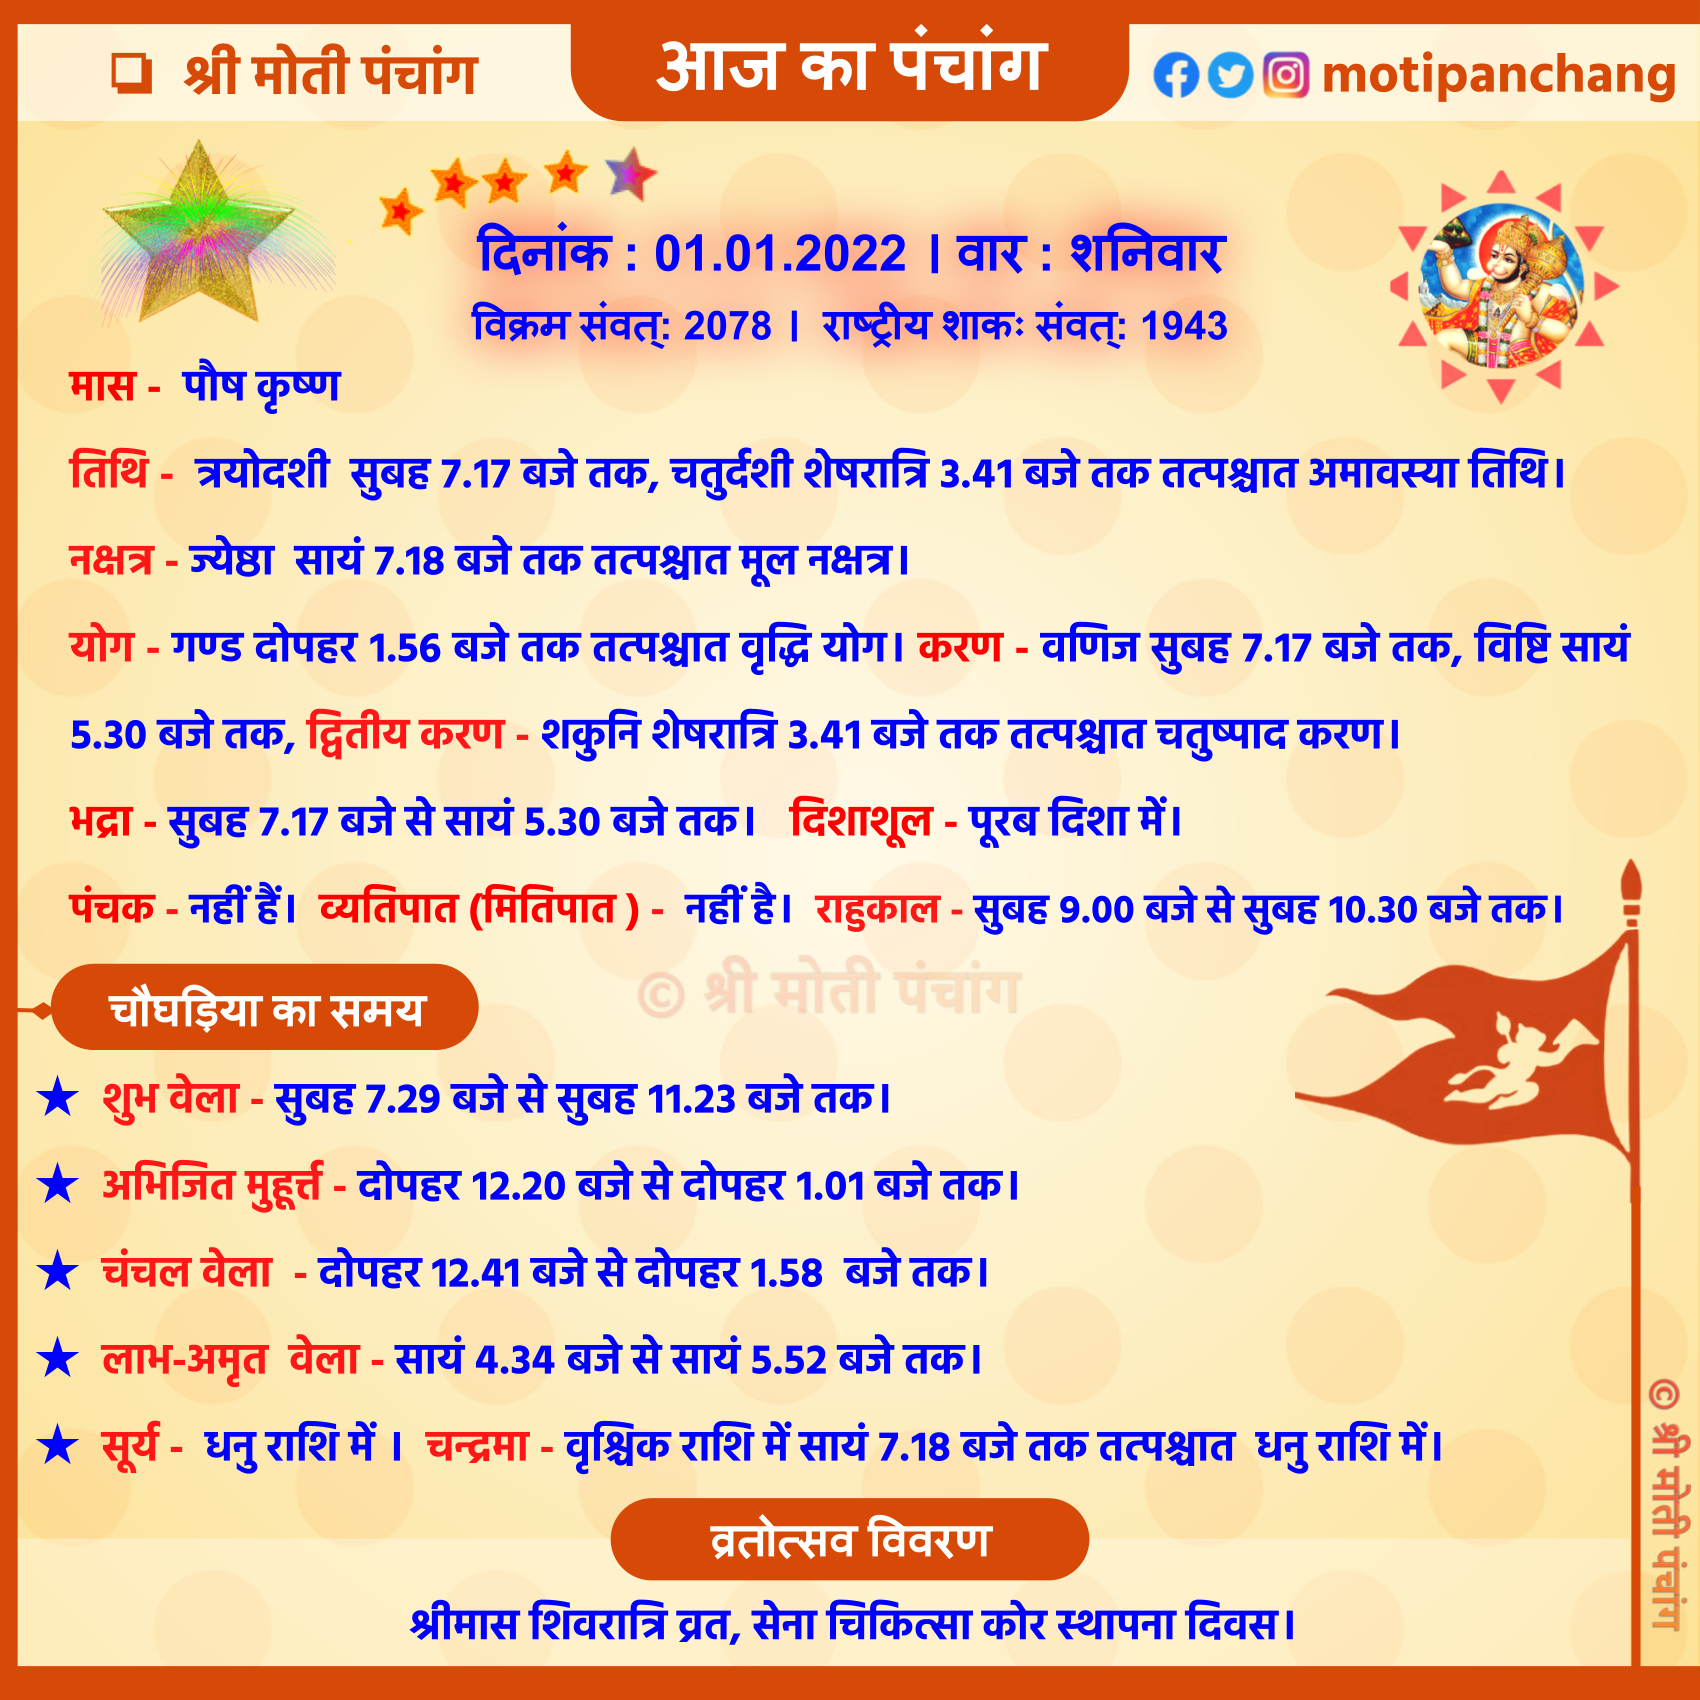 ❑ श्री मोती पंचांग
आज का पंचांग
motipanchang
दिनांक : 01.01.2022 । वार : शनिवार
विक्रम संवत्: 2078 । राष्ट्रीय शाकः संवत्: 1943
मास - पौष कृष्ण
तिथि - त्रयोदशी सुबह 7.17 बजे तक, चतुर्दशी शेषरात्रि 3.41 बजे तक तत्पश्चात अमावस्या तिथि।
नक्षत्र - ज्येष्ठा सायं 7.18 बजे तक तत्पश्चात मूल नक्षत्र।
योग - गण्ड दोपहर 1.56 बजे तक तत्पश्चात वृद्धि योग। करण - वणिज सुबह 7.17 बजे तक, विष्टि सायं
5.30 बजे तक, द्वितीय करण - शकुनि शेषरात्रि 3.41 बजे तक तत्पश्चात चतुष्पाद करण।
भद्रा - सुबह 7.17 बजे से सायं 5.30 बजे तक। दिशाशूल - पूरब दिशा में।
पंचक - नहीं हैं। व्यतिपात (मितिपात ) - नहीं है। राहुकाल - सुबह 9.00 बजे से सुबह 10.30 बजे तक।
© श्री मोती पंचांग
चौघड़िया का समय
★ शुभ वेला - सुबह 7.29 बजे से सुबह 11.23 बजे तक।
★ अभिजित मुहूर्त्त - दोपहर 12.20 बजे से दोपहर 1.01 बजे तक।
★ चंचल वेला - दोपहर 12.41 बजे से दोपहर 1.58 बजे तक।
★ लाभ-अमृत वेला - सायं 4.34 बजे से सायं 5.52 बजे तक।
★ सूर्य - धनु राशि में । चन्द्रमा - वृश्चिक राशि में सायं 7.18 बजे तक तत्पश्चात धनु राशि में।
© श्री मोती पंचांग
व्रतोत्सव विवरण
श्रीमास शिवरात्रि व्रत, सेना चिकित्सा कोर स्थापना दिवस।